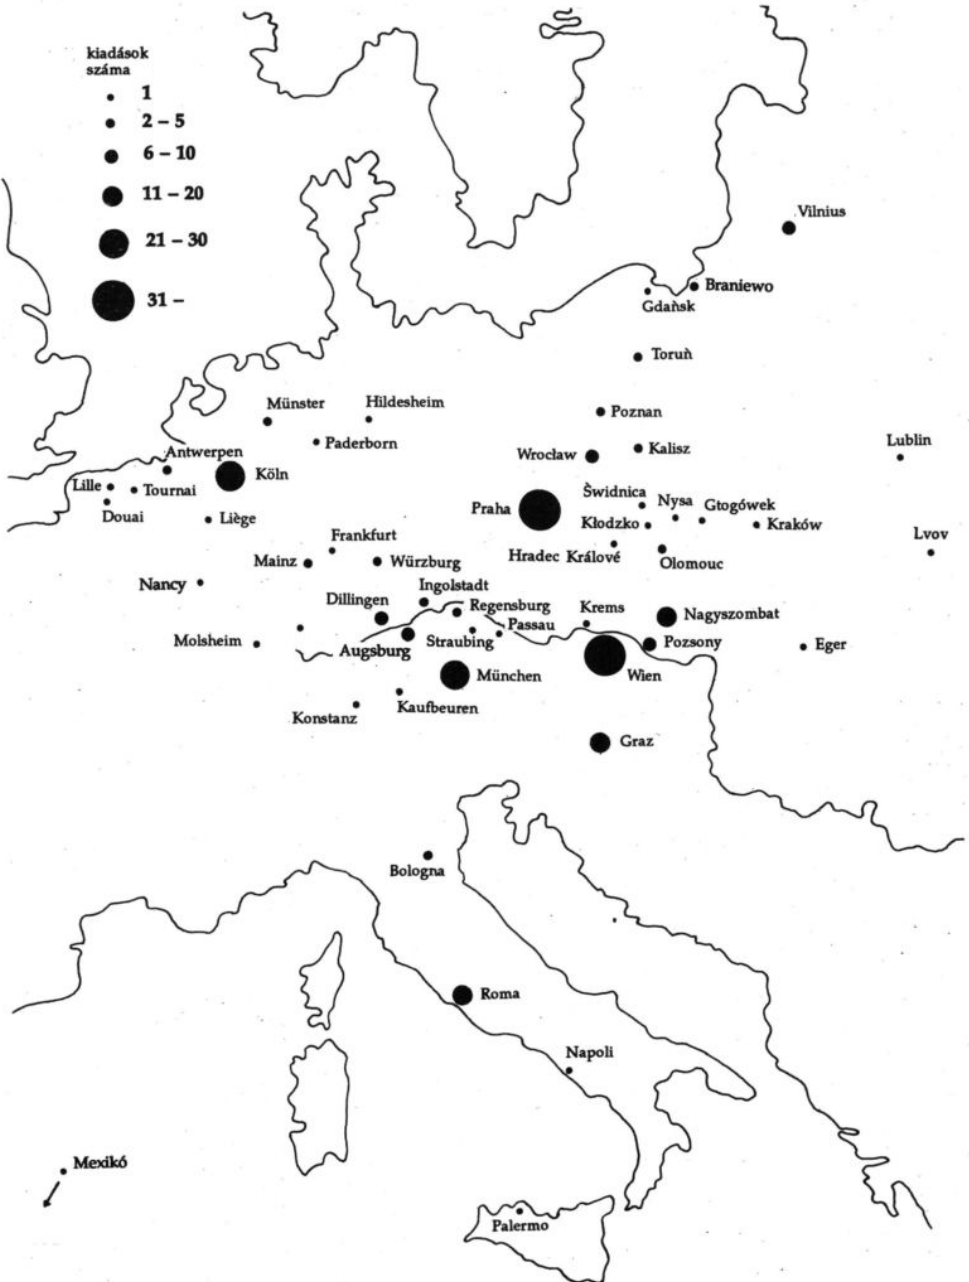 kiadások
száma
1
2 – 5
6 – 10
11 – 20
21 – 30
31 –
Vilnius
Braniewo
Gdańsk
Toruǹ
Münster
Hildesheim
Poznan
Paderborn
Lublin
Antwerpen
Wrocław
Kalisz
Köln
Lille
Tournai
Świdnica
Nysa
Gtogówek
Praha
Douai
Liège
Kłodzko
Kraków
Frankfurt
Lvov
Mainz
Würzburg
Hradec Králové
Olomouc
Nancy
Ingolstadt
Dillingen
Regensburg
Krems
Nagyszombat
Passau
Molsheim
Augsburg
Straubing
Pozsony
Eger
München
Wien
Konstanz
Kaufbeuren
Graz
Bologna
Roma
Napoli
Mexikó
Palermo